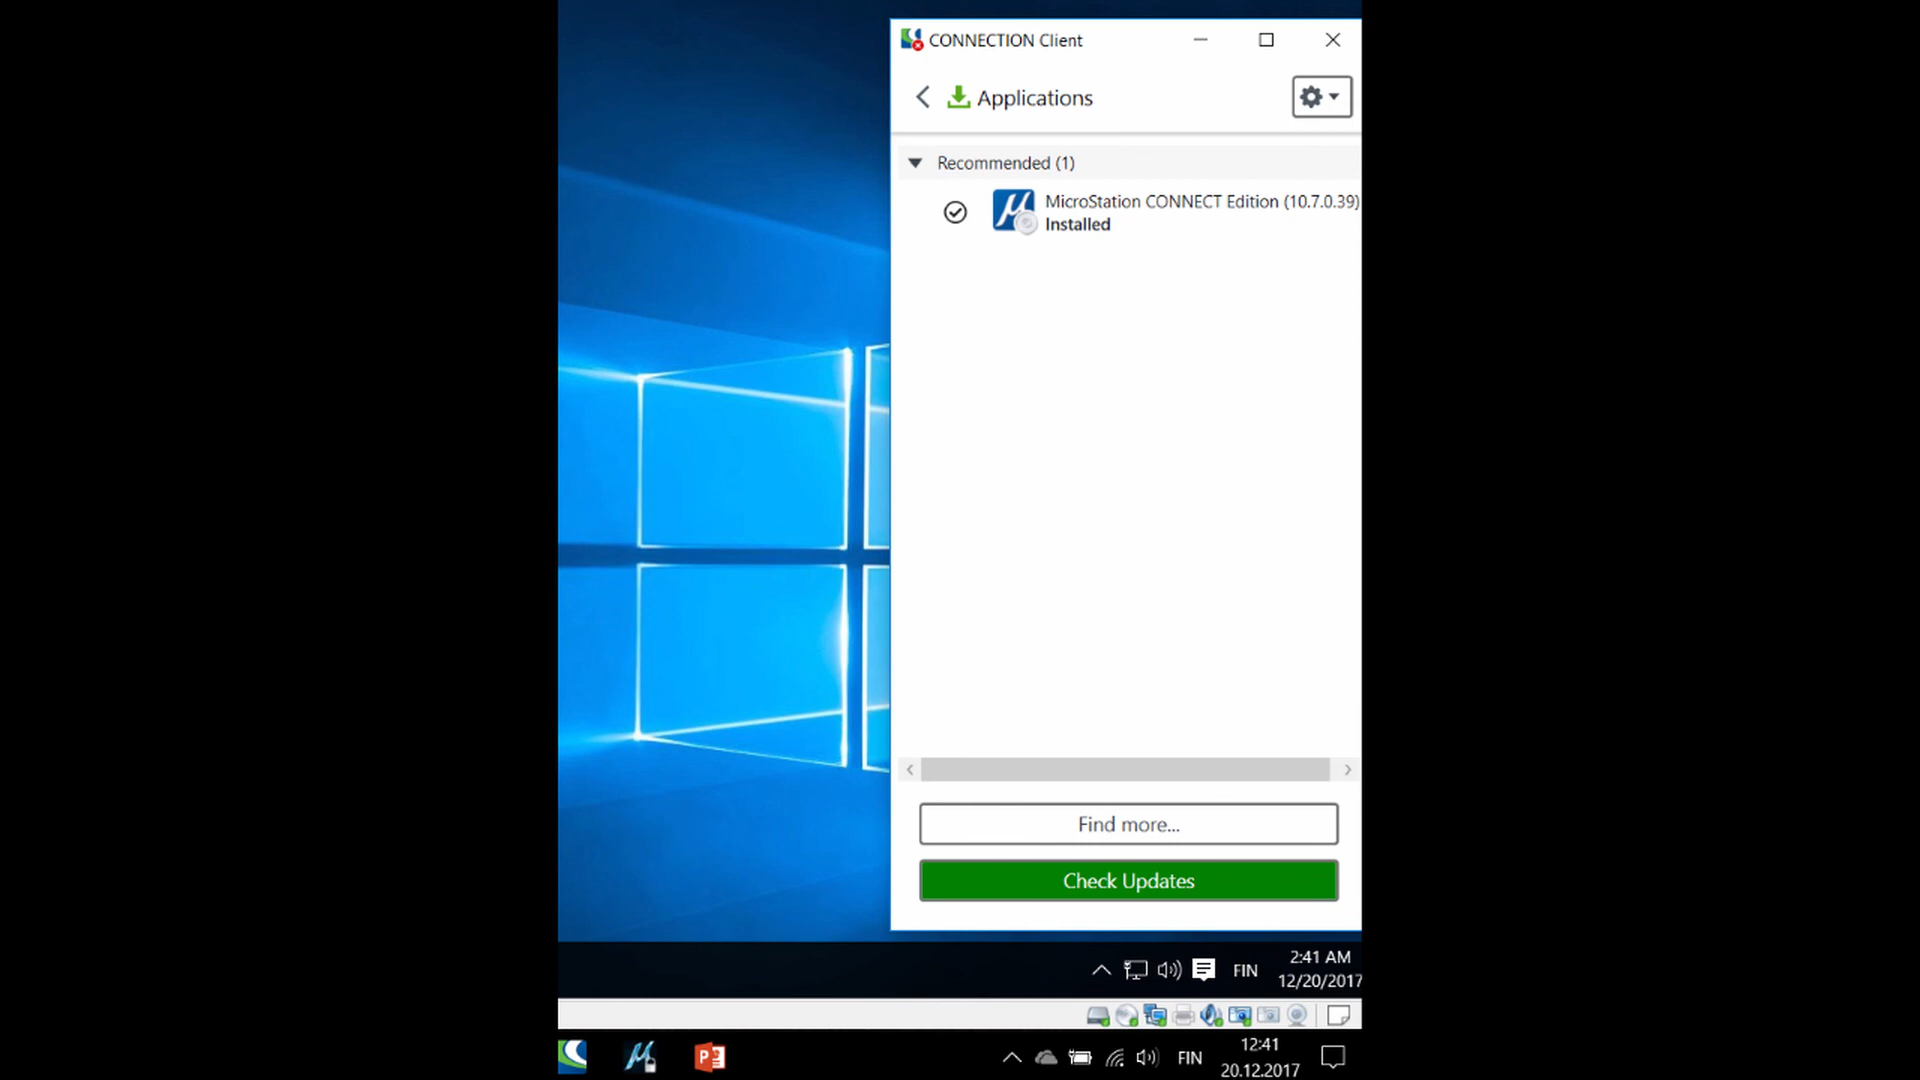 CONNECTION Client
Applications
Recommended (1)
MicroStation CONNECT Edition (10.7.0.39)
Installed
Find more...
Check Updates
FIN
2:41 AM
12/20/2017
FIN
12:41
20.12.2017